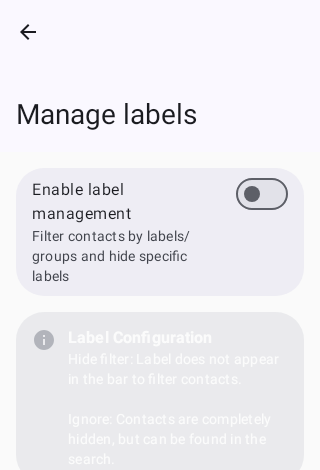 Manage labels
Enable label
management
Filter contacts by labels/
groups and hide specific
labels
Label Configuration
Hide filter: Label does not appear
in the bar to filter contacts.
Ignore: Contacts are completely
hidden, but can be found in the
search.